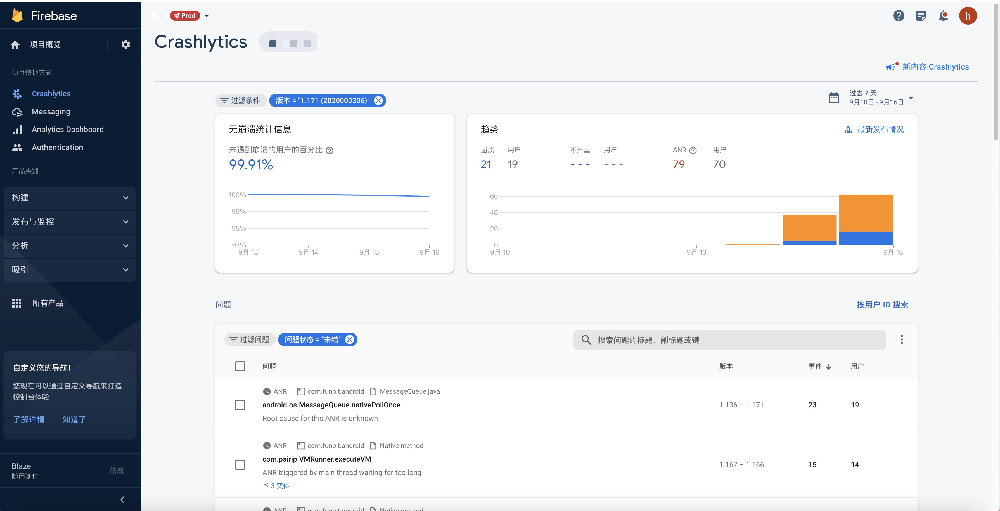 Firebase
项目概览
项目快捷方式
Crashlytics
Messaging
Analytics Dashboard
Authentication
产品类别
构建
发布与监控
分析
吸引
所有产品
自定义您的导航!
您现在可以通过自定义导航来打造
控制台体验
了解详情 知道了
Blaze
随用随付
修改
Prod
h
Crashlytics
新内容 Crashlytics
过滤条件
版本 = "1.171 (2020000306)"
过去 7 天
9月10日 - 9月16日
无崩溃统计信息
未遇到崩溃的用户的百分比
99.91%
100%
99%
98%
97%
9月 13 9月 14 9月 15 9月 16
趋势
最新发布情况
崩溃 用户 不严重 用户 ANR 用户
21 19 - - - - - - 79 70
60
40
20
0
9月 10 9月 13 9月 16
问题
按用户 ID 搜索
过滤问题
问题状态 = "未结"
搜索问题的标题、副标题或键
问题 版本 事件 用户
ANR com.funbit.android MessageQueue.java
android.os.MessageQueue.nativePollOnce
Root cause for this ANR is unknown
1.136 – 1.171 23 19
ANR com.funbit.android Native method
com.pairip.VMRunner.executeVM
ANR triggered by main thread waiting for too long
3 变体
1.167 – 1.166 15 14
ANR com.funbit.android Native method